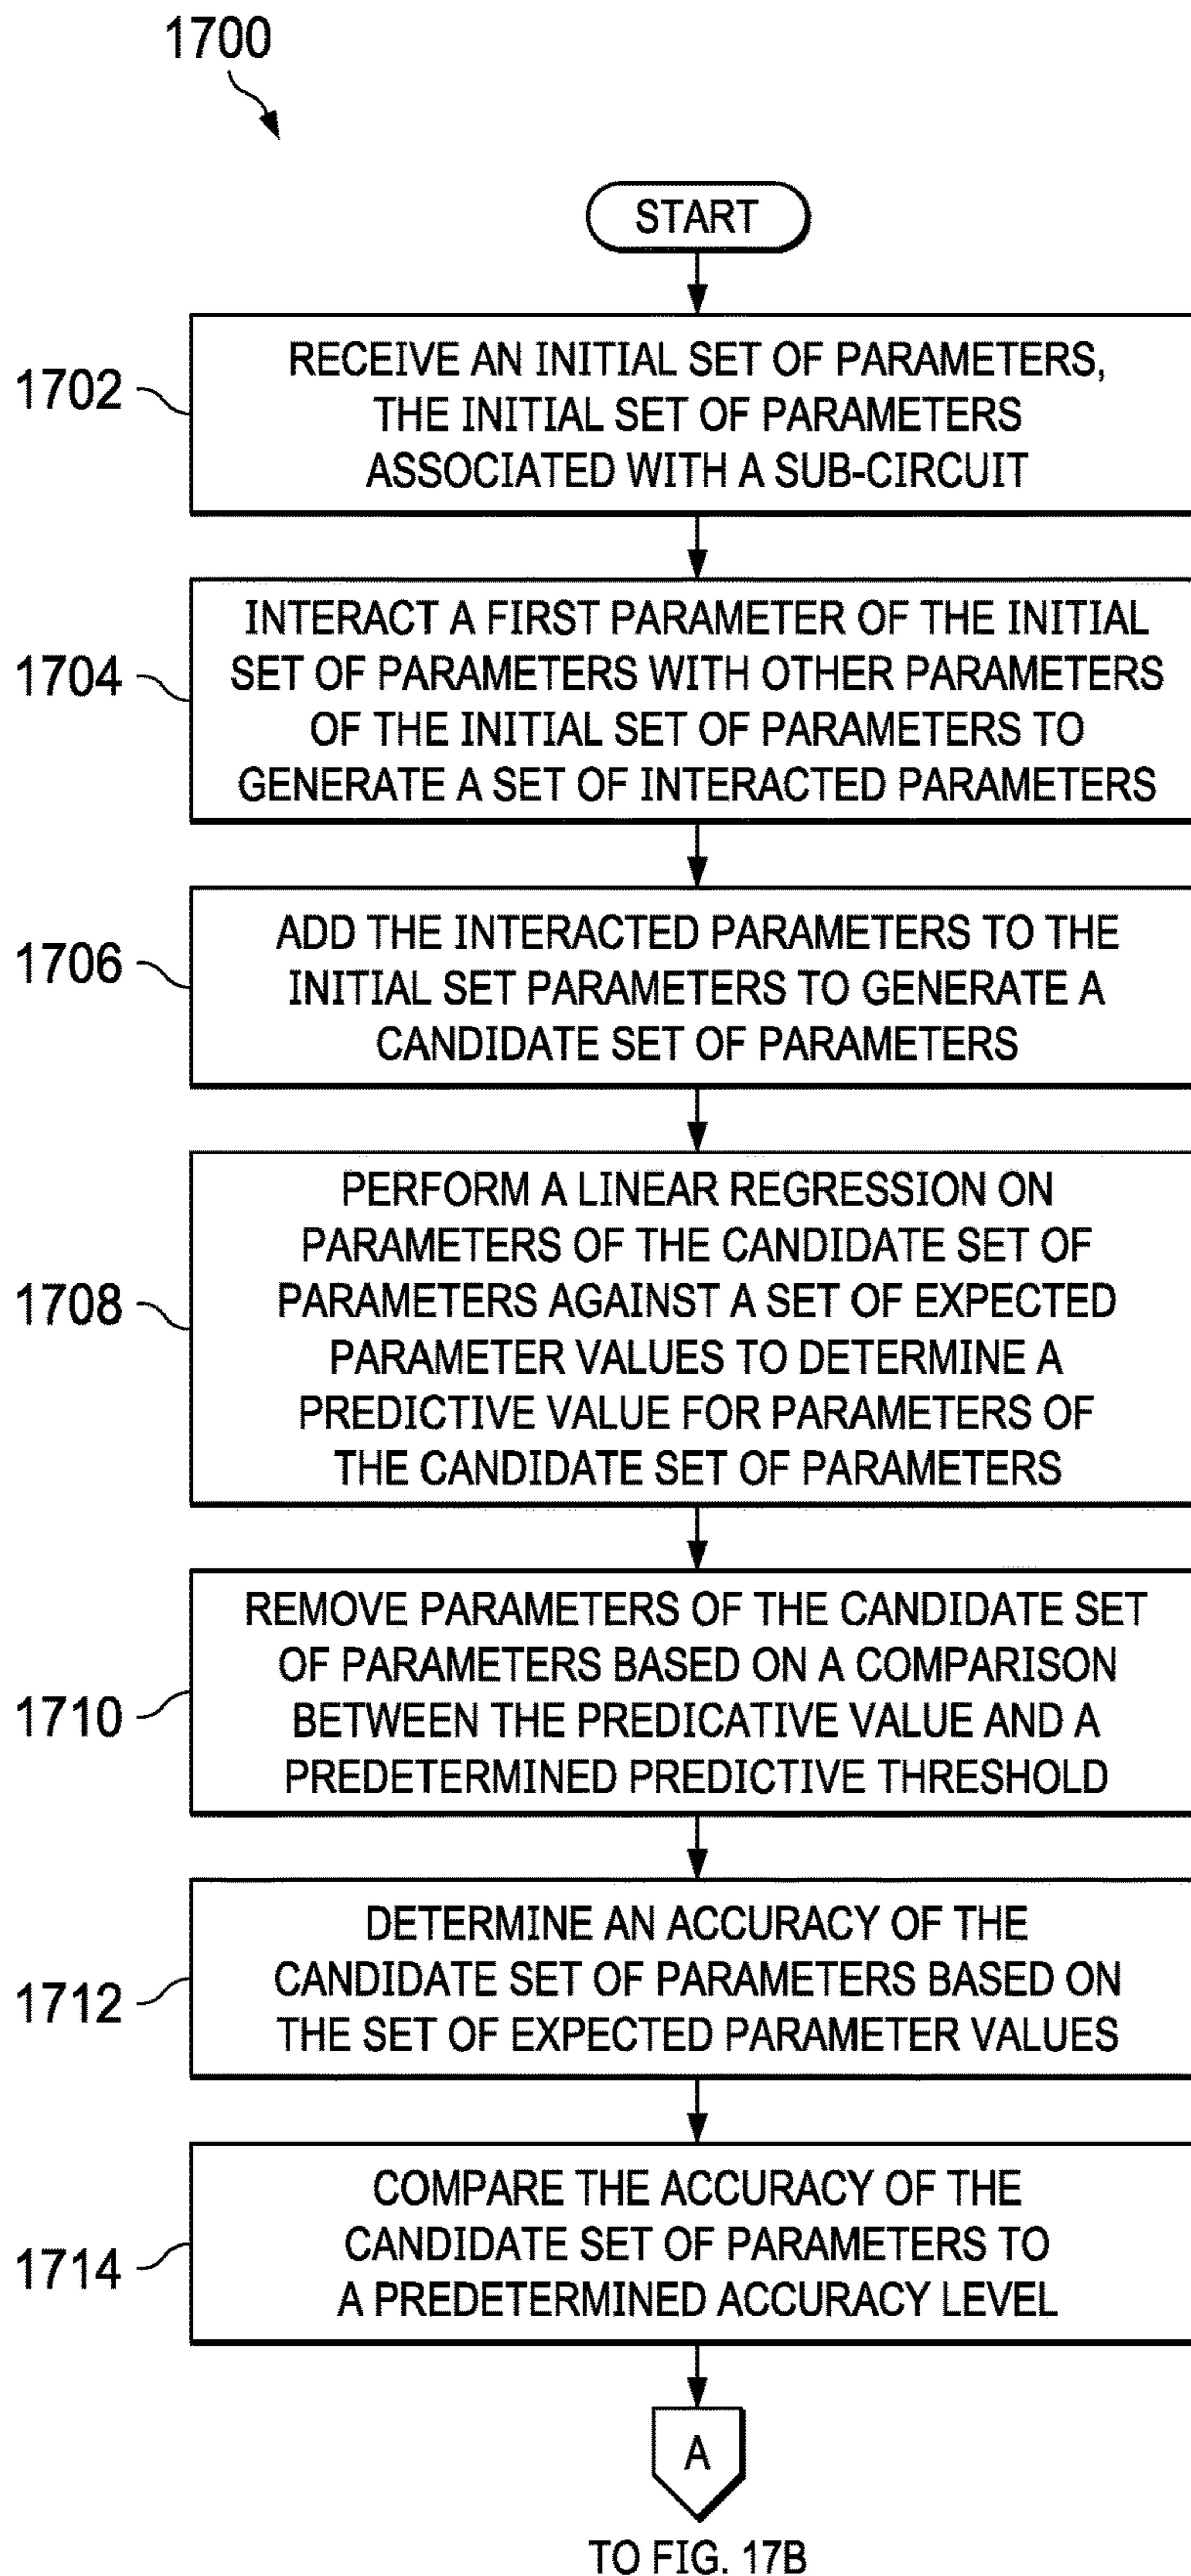 1700
START
1702
RECEIVE AN INITIAL SET OF PARAMETERS,
THE INITIAL SET OF PARAMETERS
ASSOCIATED WITH A SUB-CIRCUIT
1704
INTERACT A FIRST PARAMETER OF THE INITIAL
SET OF PARAMETERS WITH OTHER PARAMETERS
OF THE INITIAL SET OF PARAMETERS TO
GENERATE A SET OF INTERACTED PARAMETERS
1706
ADD THE INTERACTED PARAMETERS TO THE
INITIAL SET PARAMETERS TO GENERATE A
CANDIDATE SET OF PARAMETERS
1708
PERFORM A LINEAR REGRESSION ON
PARAMETERS OF THE CANDIDATE SET OF
PARAMETERS AGAINST A SET OF EXPECTED
PARAMETER VALUES TO DETERMINE A
PREDICTIVE VALUE FOR PARAMETERS OF
THE CANDIDATE SET OF PARAMETERS
1710
REMOVE PARAMETERS OF THE CANDIDATE SET
OF PARAMETERS BASED ON A COMPARISON
BETWEEN THE PREDICATIVE VALUE AND A
PREDETERMINED PREDICTIVE THRESHOLD
1712
DETERMINE AN ACCURACY OF THE
CANDIDATE SET OF PARAMETERS BASED ON
THE SET OF EXPECTED PARAMETER VALUES
1714
COMPARE THE ACCURACY OF THE
CANDIDATE SET OF PARAMETERS TO
A PREDETERMINED ACCURACY LEVEL
A
TO FIG. 17B